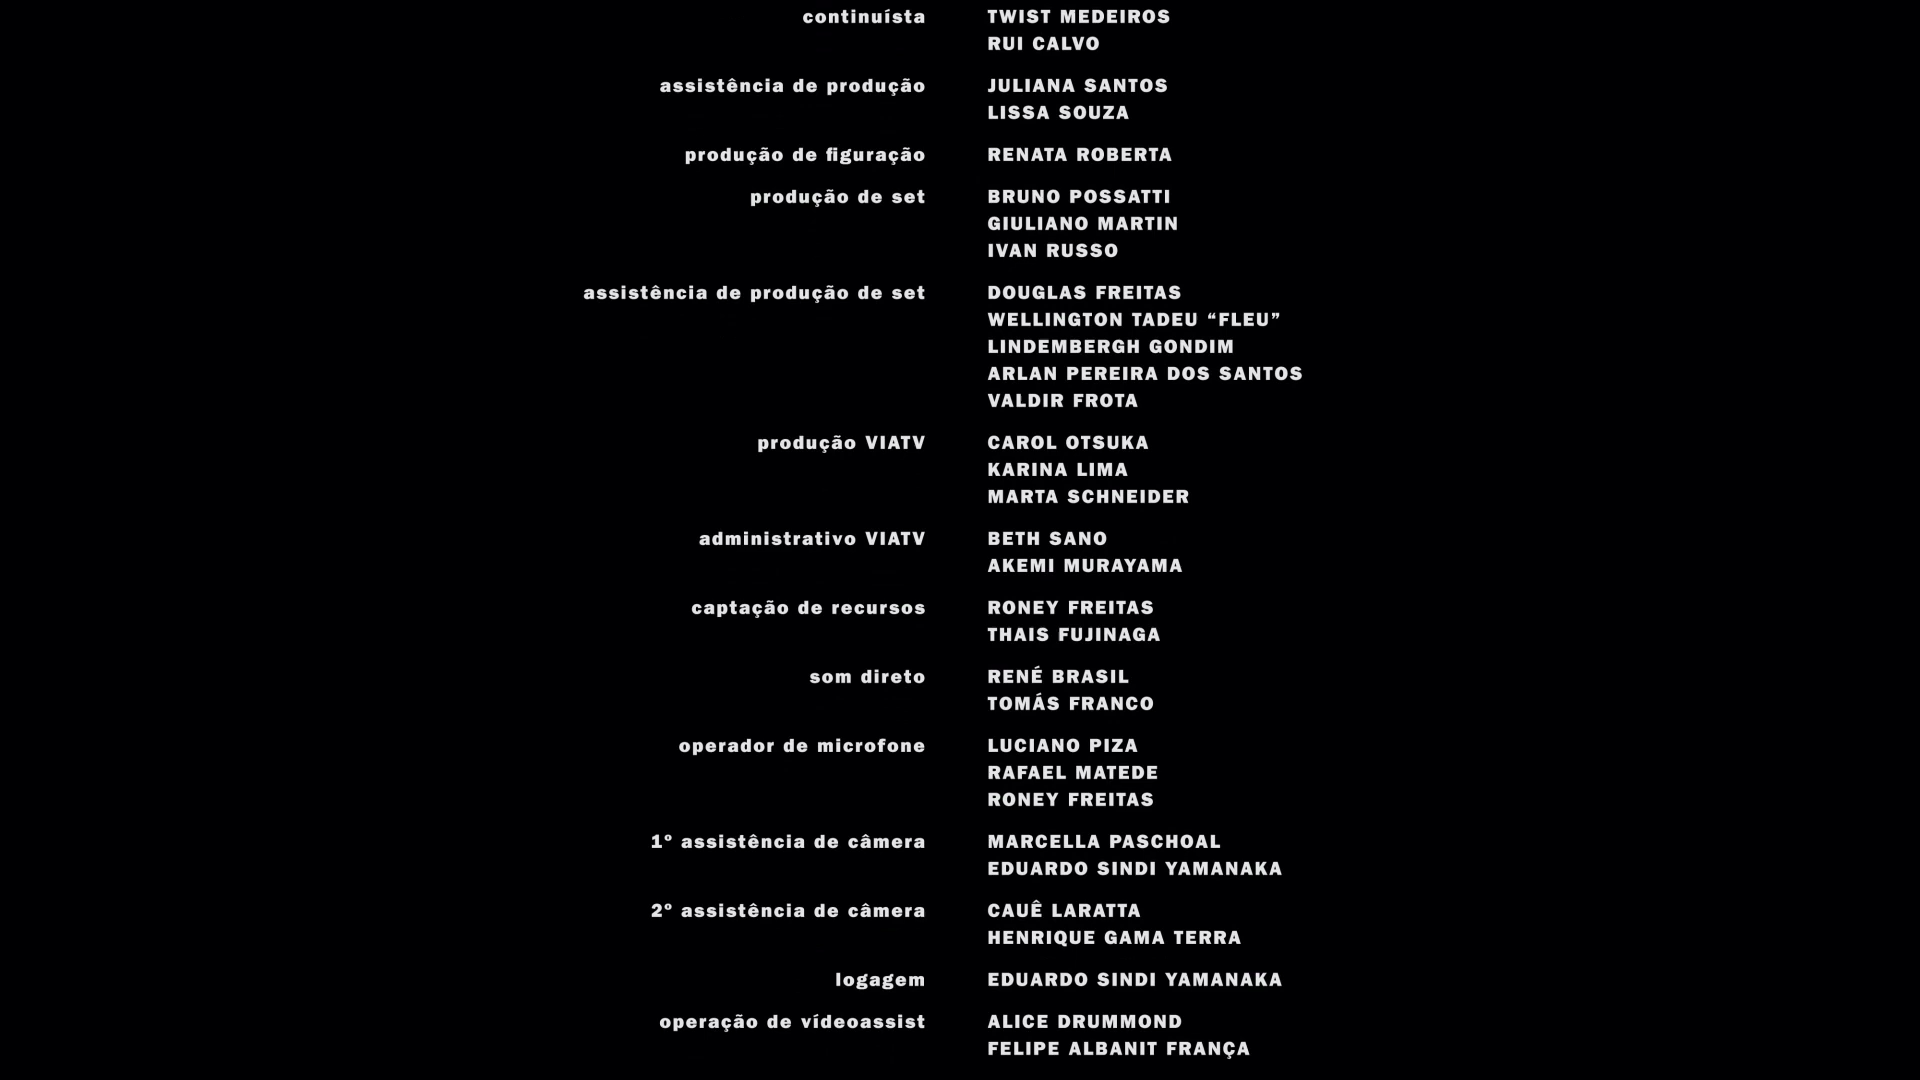 continuísta TWIST MEDEIROS
RUI CALVO
assistência de produção JULIANA SANTOS
LISSA SOUZA
produção de figuração RENATA ROBERTA
produção de set BRUNO POSSATTI
GIULIANO MARTIN
IVAN RUSSO
assistência de produção de set DOUGLAS FREITAS
WELLINGTON TADEU “FLEU”
LINDEMBERGH GONDIM
ARLAN PEREIRA DOS SANTOS
VALDIR FROTA
produção VIATV CAROL OTSUKA
KARINA LIMA
MARTA SCHNEIDER
administrativo VIATV BETH SANO
AKEMI MURAYAMA
captação de recursos RONEY FREITAS
THAIS FUJINAGA
som direto RENÉ BRASIL
TOMÁS FRANCO
operador de microfone LUCIANO PIZA
RAFAEL MATEDE
RONEY FREITAS
1º assistência de câmera MARCELLA PASCHOAL
EDUARDO SINDI YAMANAKA
2º assistência de câmera CAUÊ LARATTA
HENRIQUE GAMA TERRA
logagem EDUARDO SINDI YAMANAKA
operação de vídeoassist ALICE DRUMMOND
FELIPE ALBANIT FRANÇA